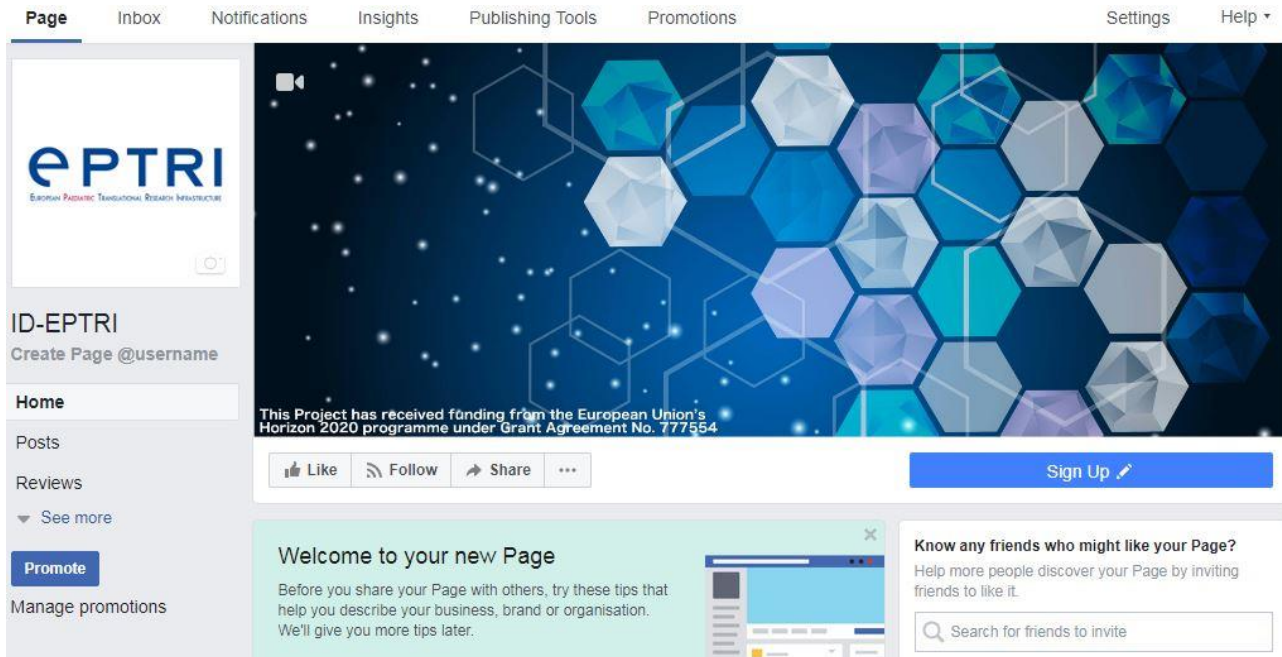 Page Inbox Notifications Insights Publishing Tools Promotions Settings Help
ePTRI
European Paediatric Translational Research Infrastructure
ID-EPTRI
Create Page @username
Home
Posts
Reviews
See more
Promote
Manage promotions
This Project has received funding from the European Union's
Horizon 2020 programme under Grant Agreement No. 777554
Like Follow Share ...
Sign Up
Welcome to your new Page
Before you share your Page with others, try these tips that
help you describe your business, brand or organisation.
We'll give you more tips later.
Know any friends who might like your Page?
Help more people discover your Page by inviting
friends to like it.
Search for friends to invite